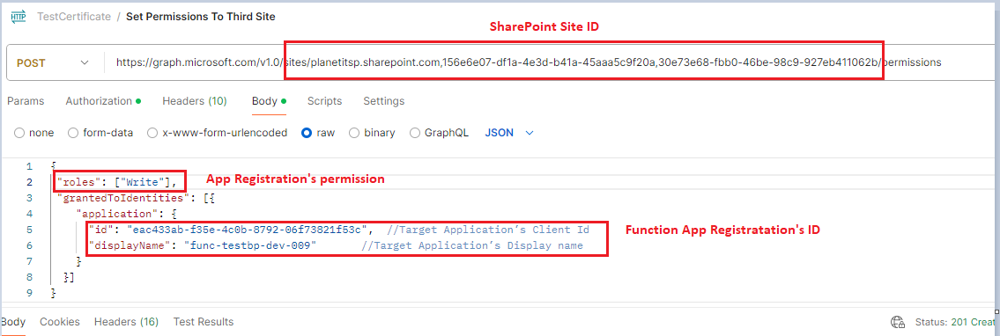 HTTP TestCertificate / Set Permissions To Third Site
SharePoint Site ID
POST https://graph.microsoft.com/v1.0/sites/planetitsp.sharepoint.com,156e6e07-df1a-4e3d-b41a-45aaa5c9f20a,30e73e68-fbb0-46be-98c9-927eb411062b/permissions
Params Authorization Headers (10) Body Scripts Settings
none form-data x-www-form-urlencoded raw binary GraphQL JSON
1 {
2 "roles": ["Write"], App Registration's permission
3 "grantedToIdentities": [{
4 "application": {
5 "id": "eac433ab-f35e-4c0b-8792-06f73821f53c", //Target Application’s Client Id Function App Registratation's ID
6 "displayName": "func-testbp-dev-009" //Target Application’s Display name
7 }
8 }]
9 }
Body Cookies Headers (16) Test Results Status: 201 Creat